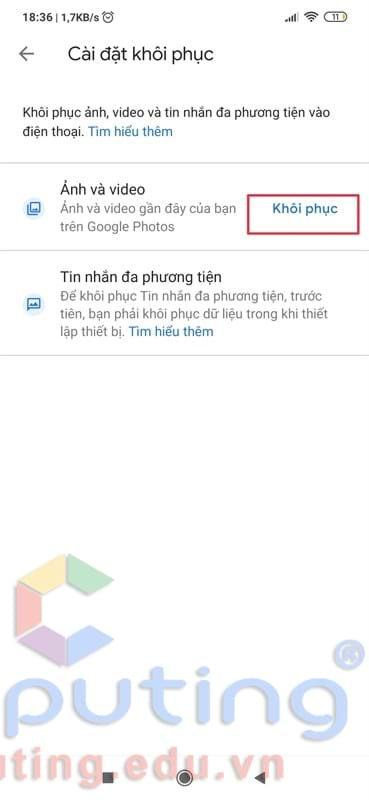 18:36 | 1,7KB/s
11
Cài đặt khôi phục
Khôi phục ảnh, video và tin nhắn đa phương tiện vào
điện thoại. Tìm hiểu thêm
Ảnh và video
Ảnh và video gần đây của bạn
trên Google Photos
Khôi phục
Tin nhắn đa phương tiện
Để khôi phục Tin nhắn đa phương tiện, trước
tiên, bạn phải khôi phục dữ liệu trong khi thiết
lập thiết bị. Tìm hiểu thêm
puting
uting.edu.vn